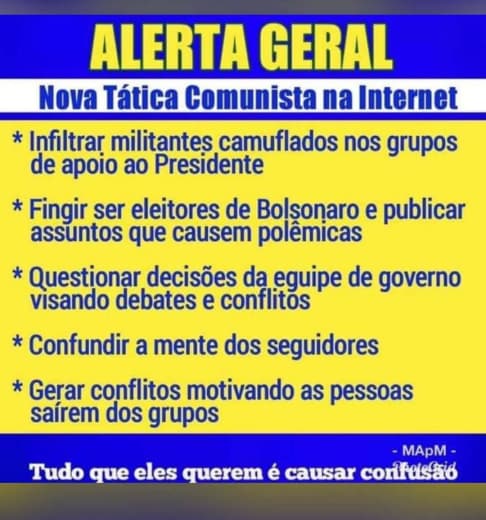 ALERTA GERAL
Nova Tática Comunista na Internet
* Infiltrar militantes camuflados nos grupos
de apoio ao Presidente
* Fingir ser eleitores de Bolsonaro e publicar
assuntos que causem polêmicas
* Questionar decisões da equipe de governo
visando debates e conflitos
* Confundir a mente dos seguidores
* Gerar conflitos motivando as pessoas
saírem dos grupos
- MApM -
PhotoGrid
Tudo que eles querem é causar confusão